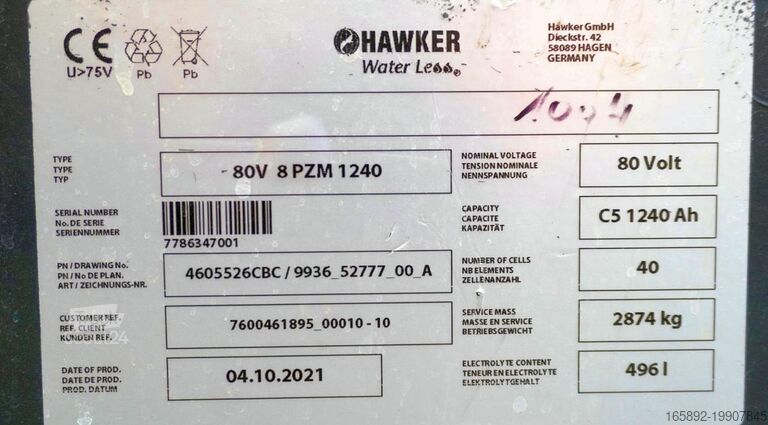 CE
U>75V
Pb
Pb
HAWKER
Water Less
Hawker GmbH
Dieckstr. 42
58089 HAGEN
GERMANY
TYPE
TYPE
TYP
80V 8 PZM 1240
NOMINAL VOLTAGE
TENSION NOMINALE
NENNSPANNUNG
80 Volt
SERIAL NUMBER
No. DE SERIE
SERIENNUMMER
7786347001
CAPACITY
CAPACITE
KAPAZITÄT
C5 1240 Ah
PN / DRAWING No.
PN / No DE PLAN.
ART / ZEICHNUNGS-NR.
4605526CBC / 9936_52777_00_A
NUMBER OF CELLS
NB ELEMENTS
ZELLENANZAHL
40
CUSTOMER REF.
REF. CLIENT
KUNDEN REF.
7600461895_00010 - 10
SERVICE MASS
MASSE EN SERVICE
BETRIEBSGEWICHT
2874 kg
DATE OF PROD.
DATE DE PROD.
PROD. DATUM
04.10.2021
ELECTROLYTE CONTENT
TENEUR EN ELECTROLYTE
ELEKTROLYTGEHALT
496 l
165892-19907845